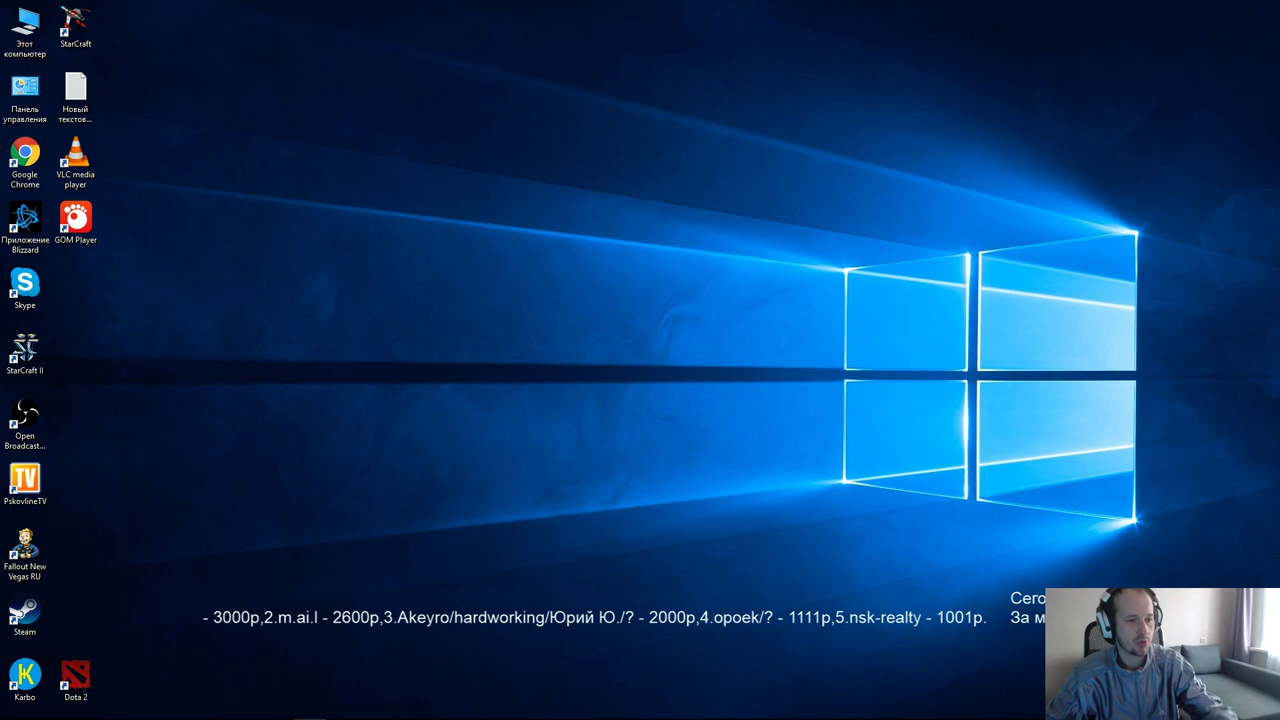 Этот
компьютер
StarCraft
Панель
управления
Новый
текстов...
Google
Chrome
VLC media
player
Приложение
Blizzard
GOM Player
Skype
StarCraft II
Open
Broadcast...
TV
PskovlineTV
Fallout New
Vegas RU
Steam
Karbo
Dota 2
Сего
- 3000р,2.m.ai.l - 2600р,3.Akeyro/hardworking/Юрий Ю./? - 2000р,4.opoek/? - 1111р,5.nsk-realty - 1001р.
За м